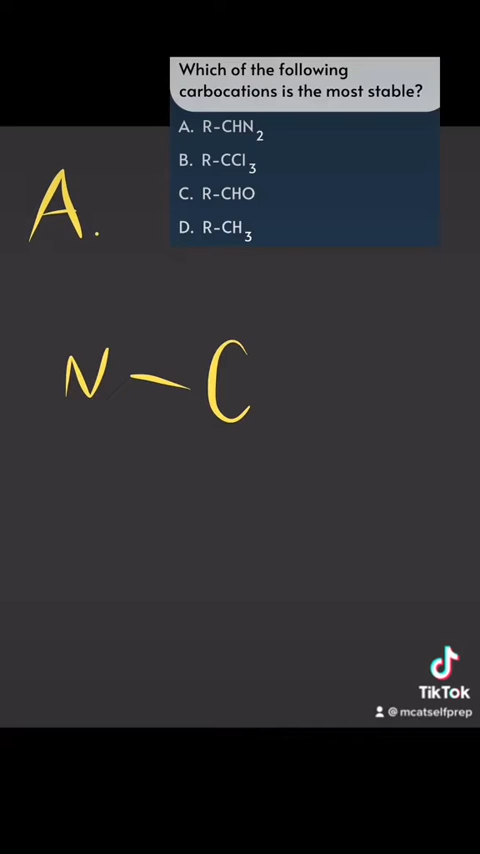 Which of the following
carbocations is the most stable?
A. R-CHN2
B. R-CCl3
C. R-CHO
D. R-CH3
A.
N - C
TikTok
@mcatselfprep